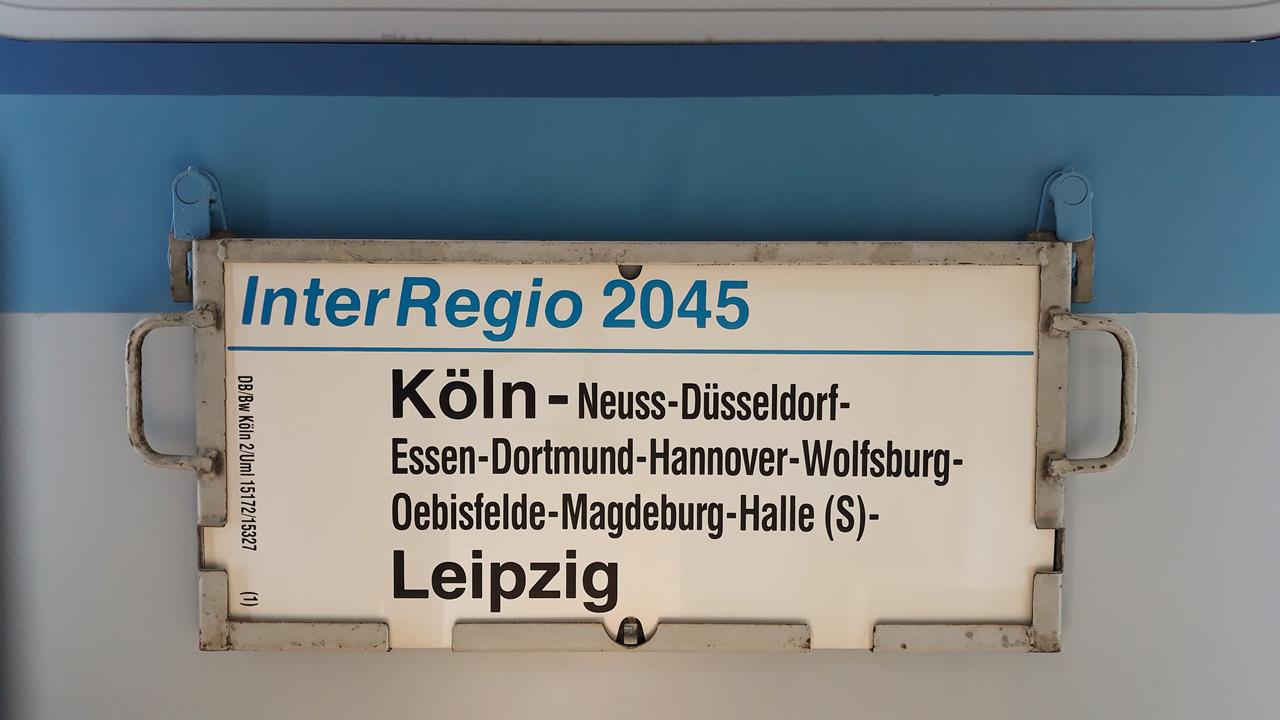 InterRegio 2045
Köln - Neuss-Düsseldorf-
Essen-Dortmund-Hannover-Wolfsburg-
Oebisfelde-Magdeburg-Halle (S)-
Leipzig
DB/Bw Köln 2/Uml 15172/15327 (1)